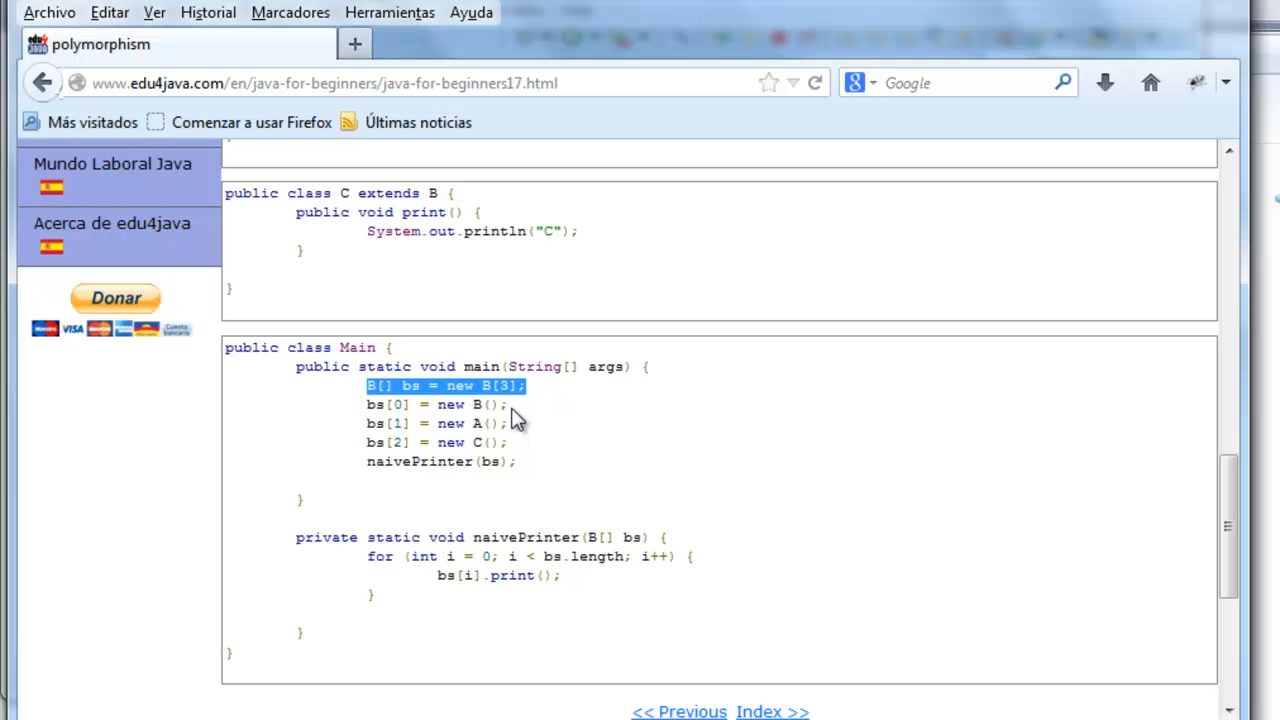 Archivo Editar Ver Historial Marcadores Herramientas Ayuda
polymorphism
www.edu4java.com/en/java-for-beginners/java-for-beginners17.html
Google
Más visitados Comenzar a usar Firefox Últimas noticias
Mundo Laboral Java
Acerca de edu4java
Donar
VISA
public class C extends B {
public void print() {
System.out.println("C");
}
}
public class Main {
public static void main(String[] args) {
B[] bs = new B[3];
bs[0] = new B();
bs[1] = new A();
bs[2] = new C();
naivePrinter(bs);
}
private static void naivePrinter(B[] bs) {
for (int i = 0; i < bs.length; i++) {
bs[i].print();
}
}
}
<< Previous Index >>